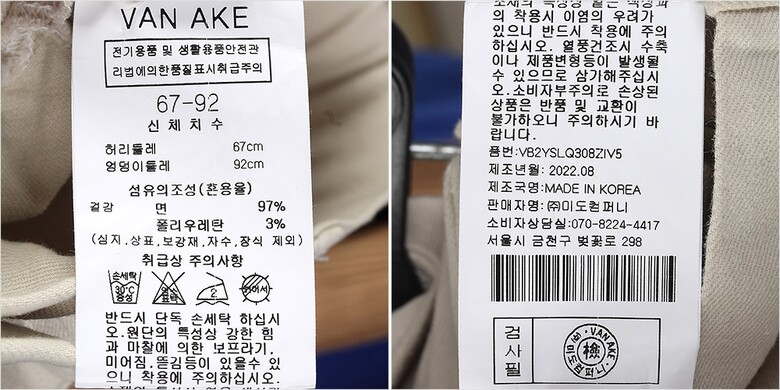 VAN AKE
전기용품 및 생활용품안전관
리법에의한품질표시취급주의
67-92
신체치수
허리둘레 67cm
엉덩이둘레 92cm
섬유의조성(혼용율)
겉감 면 97%
폴리우레탄 3%
(심지,상표,보강재,자수,장식 제외)
취급상 주의사항
손세탁
30℃
중성
반드시 단독 손세탁 하십시
오.원단의 특성상 강한 힘
과 마찰에 의한 보프라기,
미어짐,뜯김등이 있을수 있
으니 착용에 주의하십시오.
의 착용시 이염의 우려가
있으니 반드시 착용에 주의
하십시오. 열풍건조시 수축
이나 제품변형등이 발생될
수 있으므로 삼가해주십시
오.소비자부주의로 손상된
상품은 반품 및 교환이
불가하오니 주의하시기 바
랍니다.
품번:VB2YSLQ308ZIV5
제조년월: 2022.08
제조국명:MADE IN KOREA
판매자명:㈜미도컴퍼니
소비자상담실:070-8224-4417
서울시 금천구 벚꽃로 298
검사필
VAN AKE
檢
㈜미도컴퍼니